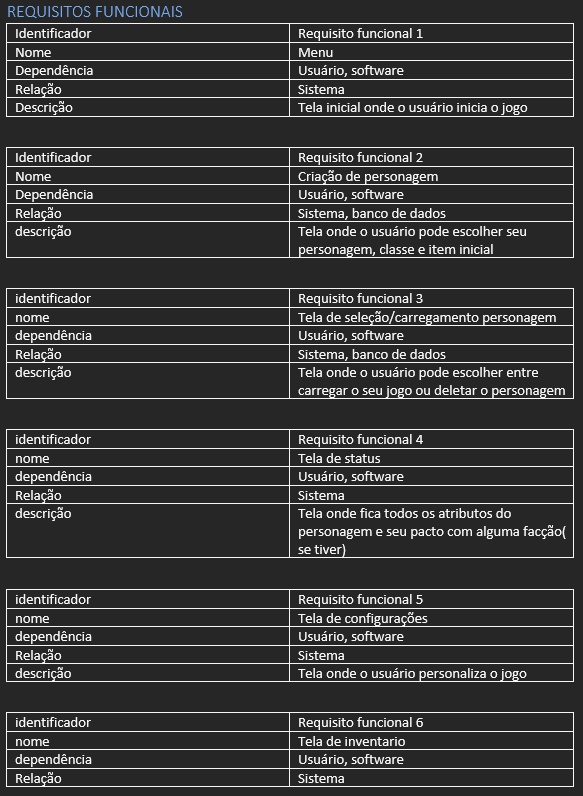 REQUISITOS FUNCIONAIS
Identificador Requisito funcional 1
Nome Menu
Dependência Usuário, software
Relação Sistema
Descrição Tela inicial onde o usuário inicia o jogo
Identificador Requisito funcional 2
Nome Criação de personagem
Dependência Usuário, software
Relação Sistema, banco de dados
descrição Tela onde o usuário pode escolher seu
personagem, classe e item inicial
identificador Requisito funcional 3
nome Tela de seleção/carregamento personagem
dependência Usuário, software
Relação Sistema, banco de dados
descrição Tela onde o usuário pode escolher entre
carregar o seu jogo ou deletar o personagem
identificador Requisito funcional 4
nome Tela de status
dependência Usuário, software
Relação Sistema
descrição Tela onde fica todos os atributos do
personagem e seu pacto com alguma facção(
se tiver)
identificador Requisito funcional 5
nome Tela de configurações
dependência Usuário, software
Relação Sistema
descrição Tela onde o usuário personaliza o jogo
identificador Requisito funcional 6
nome Tela de inventario
dependência Usuário, software
Relação Sistema